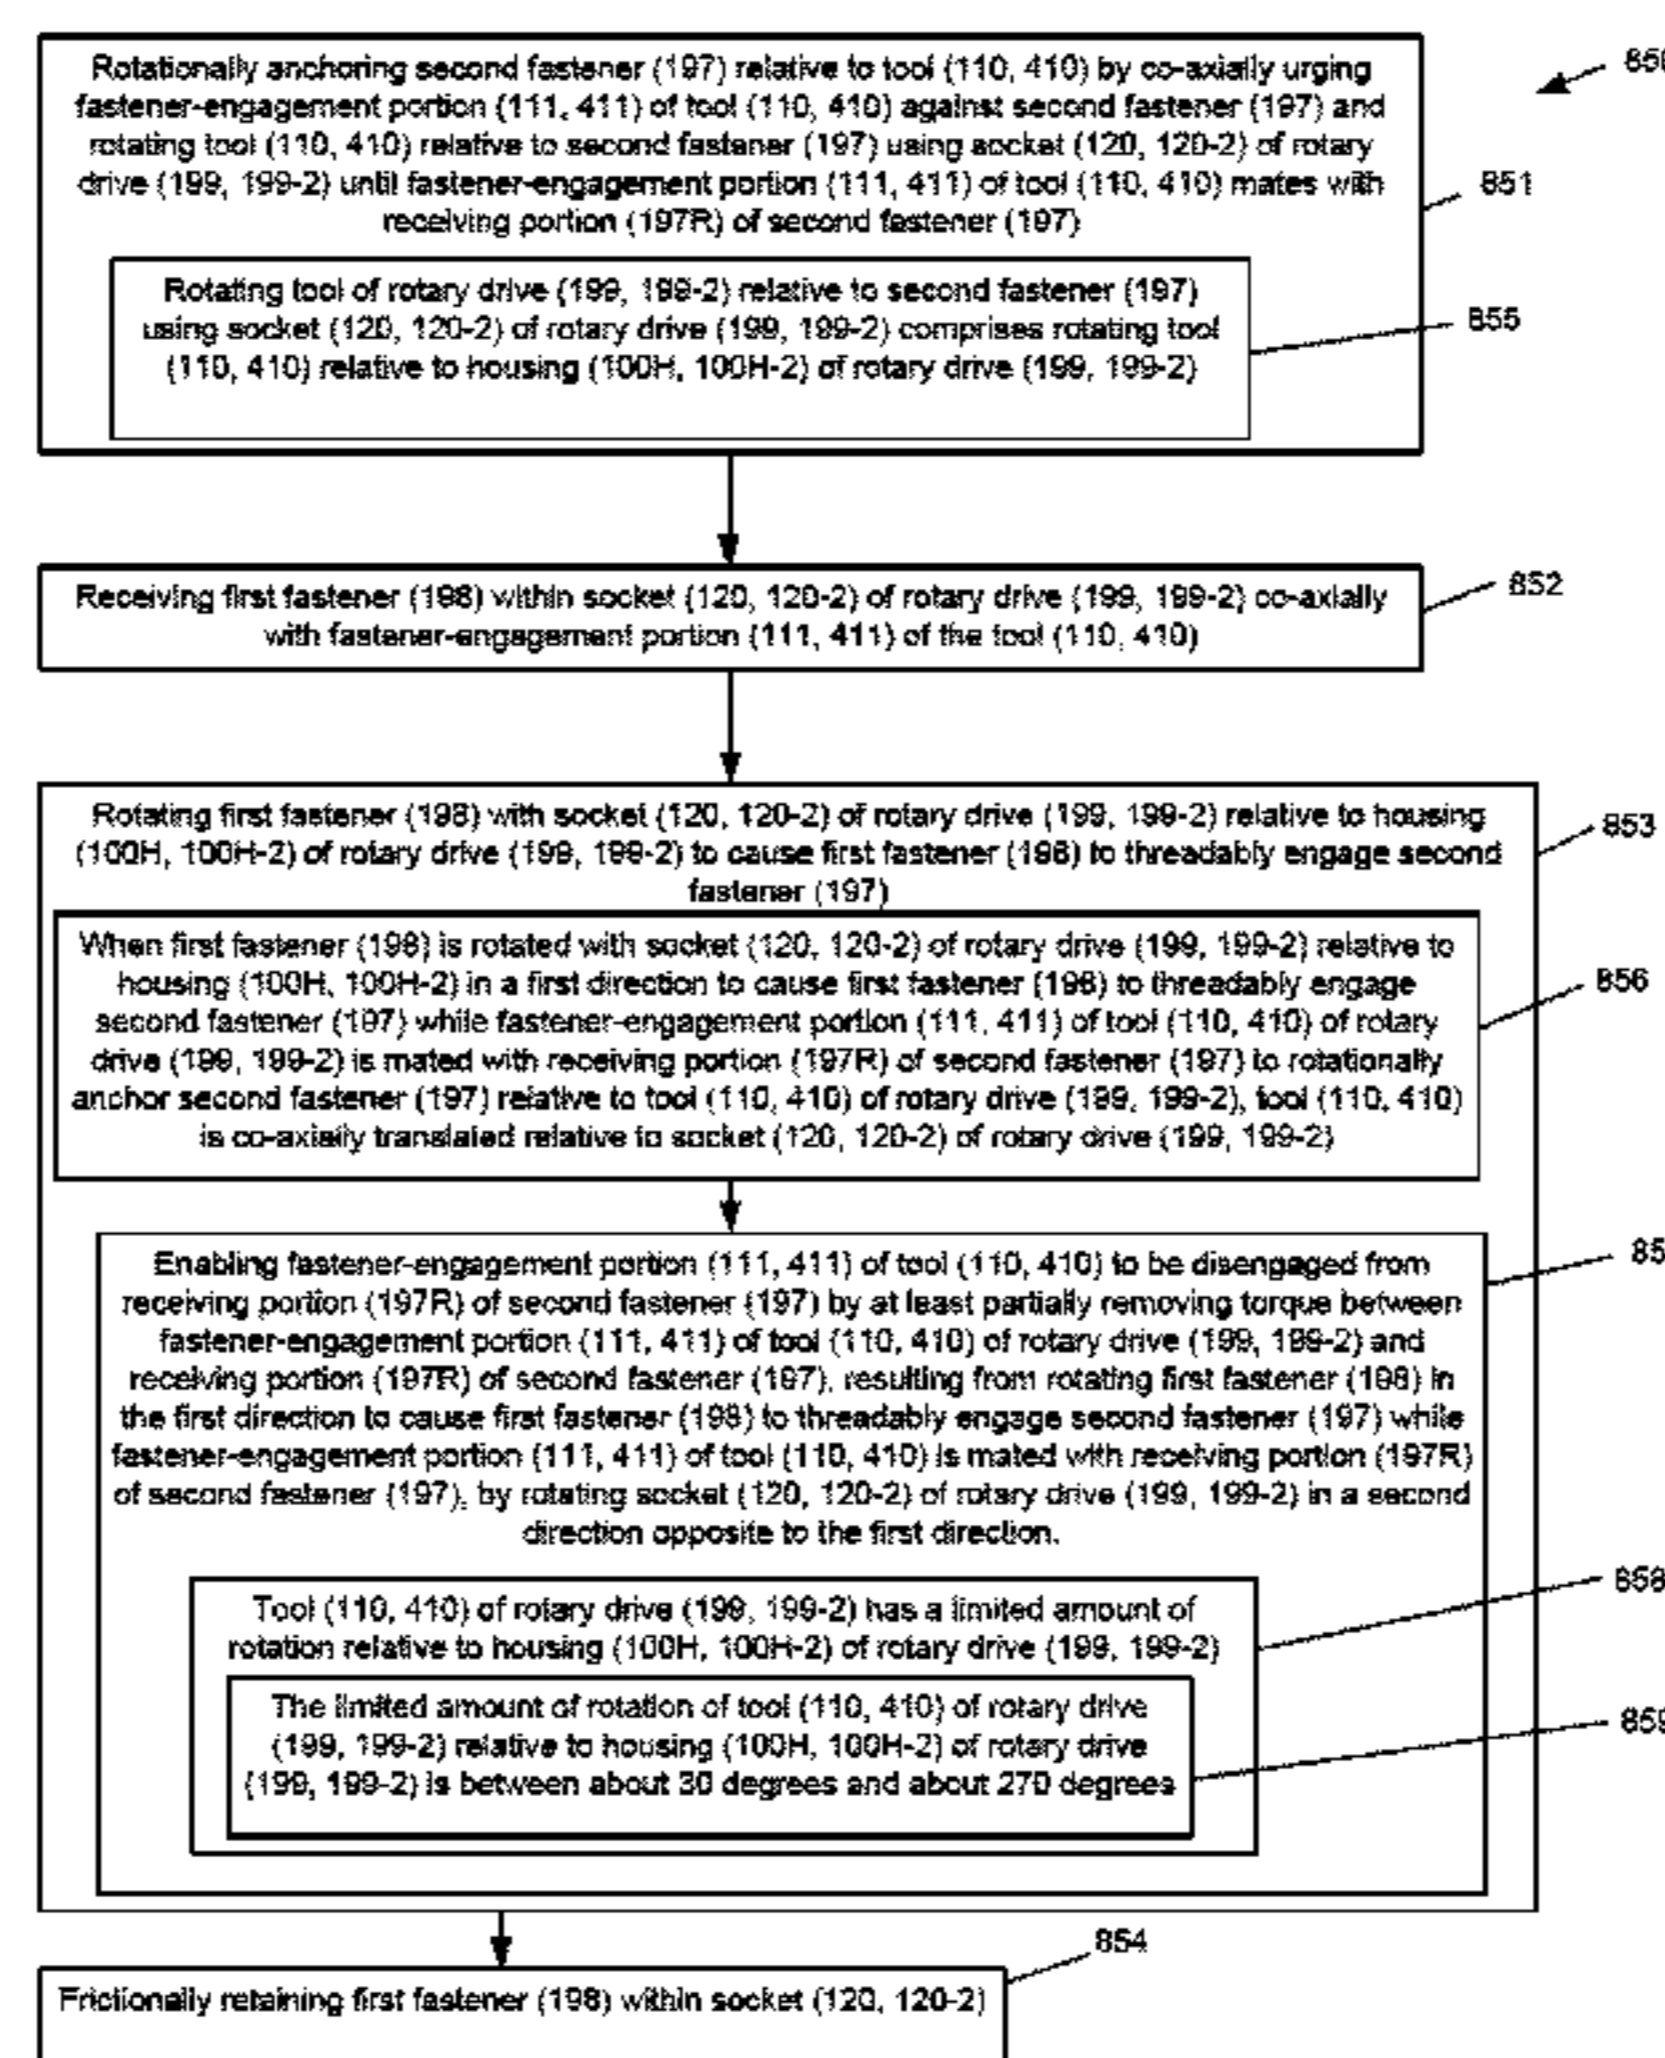 850
Rotationally anchoring second fastener (197) relative to tool (110, 410) by co-axially urging
fastener-engagement portion (111, 411) of tool (110, 410) against second fastener (197) and
rotating tool (110, 410) relative to second fastener (197) using socket (120, 120-2) of rotary
drive (199, 199-2) until fastener-engagement portion (111, 411) of tool (110, 410) mates with
receiving portion (197R) of second fastener (197)
851
Rotating tool of rotary drive (199, 199-2) relative to second fastener (197)
using socket (120, 120-2) of rotary drive (199, 199-2) comprises rotating tool
(110, 410) relative to housing (100H, 100H-2) of rotary drive (199, 199-2)
855
Receiving first fastener (198) within socket (120, 120-2) of rotary drive (199, 199-2) co-axially
with fastener-engagement portion (111, 411) of the tool (110, 410)
852
Rotating first fastener (198) with socket (120, 120-2) of rotary drive (199, 199-2) relative to housing
(100H, 100H-2) of rotary drive (199, 199-2) to cause first fastener (198) to threadably engage second
fastener (197)
853
When first fastener (198) is rotated with socket (120, 120-2) of rotary drive (199, 199-2) relative to
housing (100H, 100H-2) in a first direction to cause first fastener (198) to threadably engage
second fastener (197) while fastener-engagement portion (111, 411) of tool (110, 410) of rotary
drive (199, 199-2) is mated with receiving portion (197R) of second fastener (197) to rotationally
anchor second fastener (197) relative to tool (110, 410) of rotary drive (199, 199-2), tool (110, 410)
is co-axially translated relative to socket (120, 120-2) of rotary drive (199, 199-2)
856
Enabling fastener-engagement portion (111, 411) of tool (110, 410) to be disengaged from
receiving portion (197R) of second fastener (197) by at least partially removing torque between
fastener-engagement portion (111, 411) of tool (110, 410) of rotary drive (199, 199-2) and
receiving portion (197R) of second fastener (197), resulting from rotating first fastener (198) in
the first direction to cause first fastener (198) to threadably engage second fastener (197) while
fastener-engagement portion (111, 411) of tool (110, 410) is mated with receiving portion (197R)
of second fastener (197), by rotating socket (120, 120-2) of rotary drive (199, 199-2) in a second
direction opposite to the first direction.
Tool (110, 410) of rotary drive (199, 199-2) has a limited amount of
rotation relative to housing (100H, 100H-2) of rotary drive (199, 199-2)
858
The limited amount of rotation of tool (110, 410) of rotary drive
(199, 199-2) relative to housing (100H, 100H-2) of rotary drive
(199, 199-2) is between about 30 degrees and about 270 degrees
859
854
Frictionally retaining first fastener (198) within socket (120, 120-2)